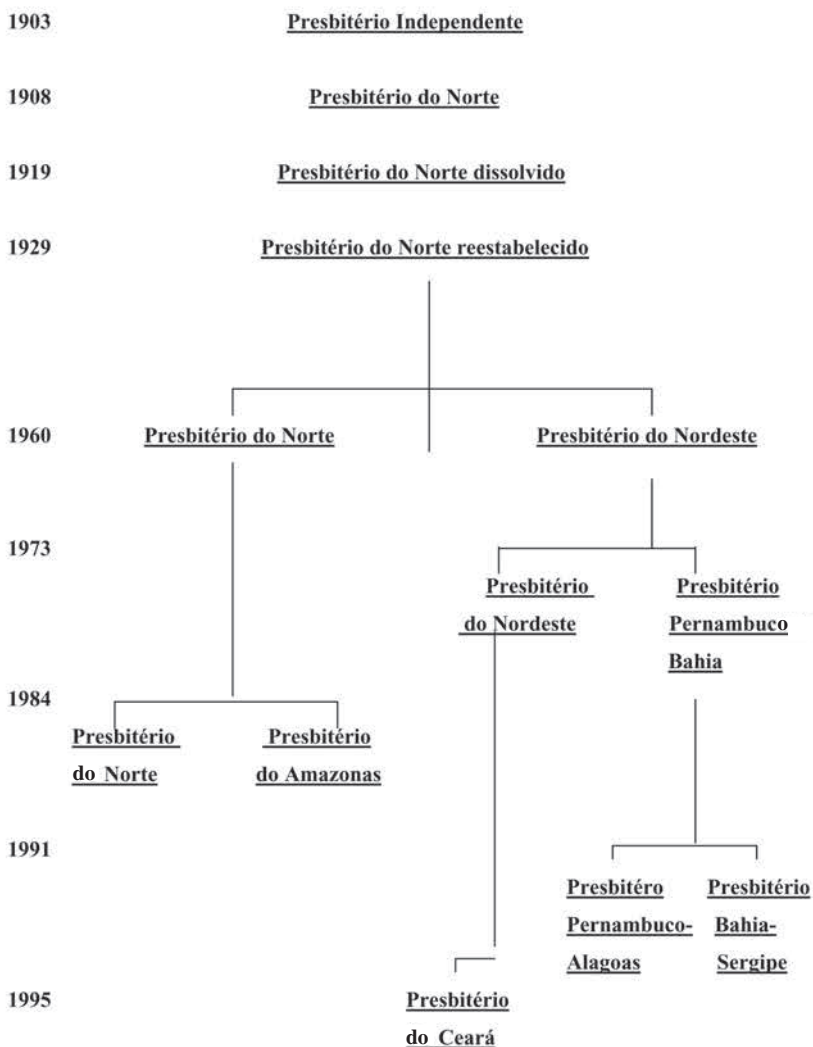 1903 Presbitério Independente
1908 Presbitério do Norte
1919 Presbitério do Norte dissolvido
1929 Presbitério do Norte reestabelecido
1960 Presbitério do Norte Presbitério do Nordeste
1973
Presbitério Presbitério
do Nordeste Pernambuco
Bahia
1984
Presbitério Presbitério
do Norte do Amazonas
1991
Presbitéro Presbitério
Pernambuco- Bahia-
Alagoas Sergipe
1995 Presbitério
do Ceará